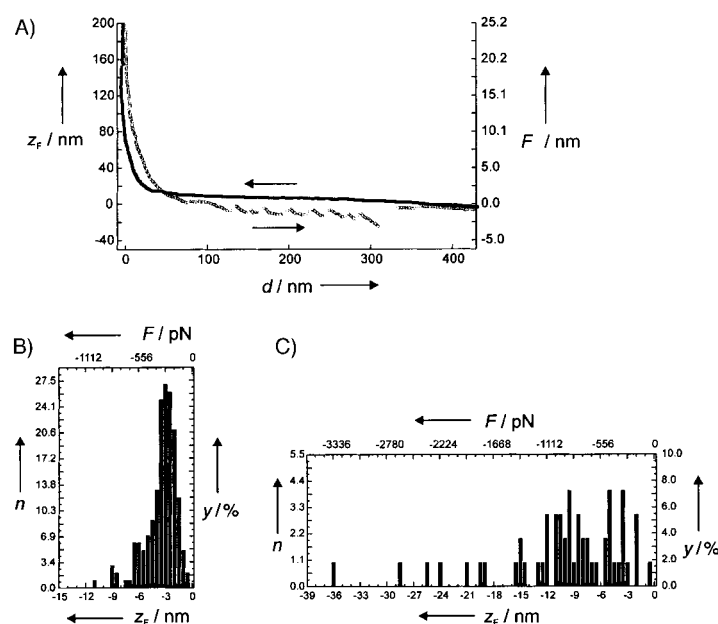 A)
200 25.2
160 20.2
120 15.1
z_F / nm F / nm
80 10.1
40 5.0
0 0.0
-40 -5.0
0 100 200 300 400
d / nm
B)
F / pN
-1112 -556 0
27.5
24.1
20.6
17.2
n
13.8
y / %
10.3
6.9
3.4
0.0
-15 -12 -9 -6 -3 0
z_F / nm
C)
F / pN
-3336 -2780 -2224 -1668 -1112 -556 0
5.5 10.0
4.4 8.0
3.3 6.0
n y / %
2.2 4.0
1.1 2.0
0.0 0.0
-39 -36 -33 -30 -27 -24 -21 -18 -15 -12 -9 -6 -3 0
z_F / nm